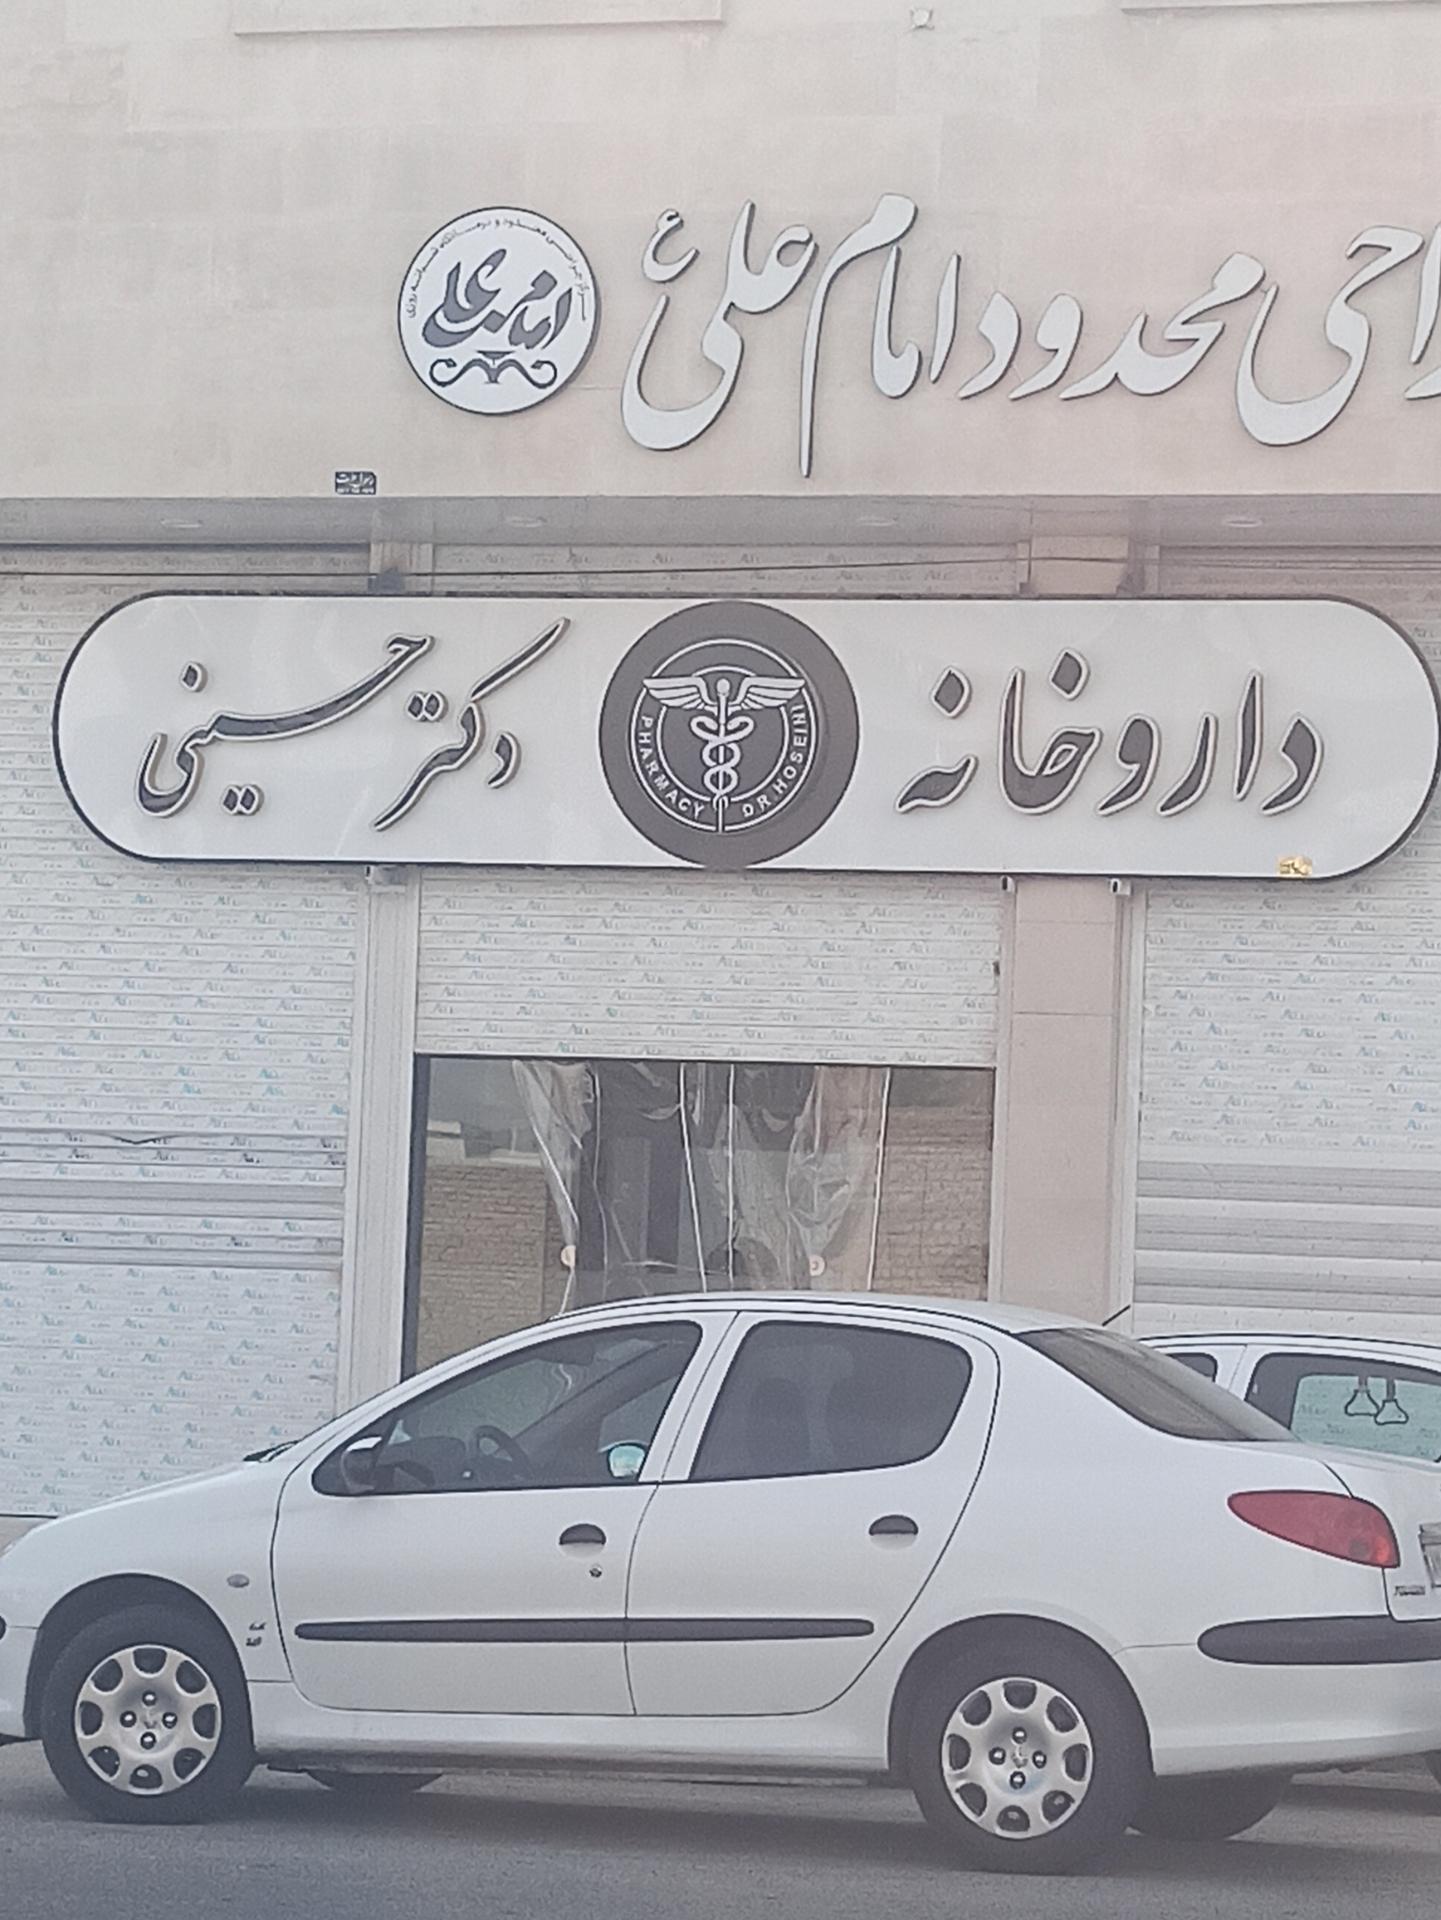 احی محدود امام علی ع
امام علی
داروخانه دکتر حسینی
PHARMACY DR.HOSEINI